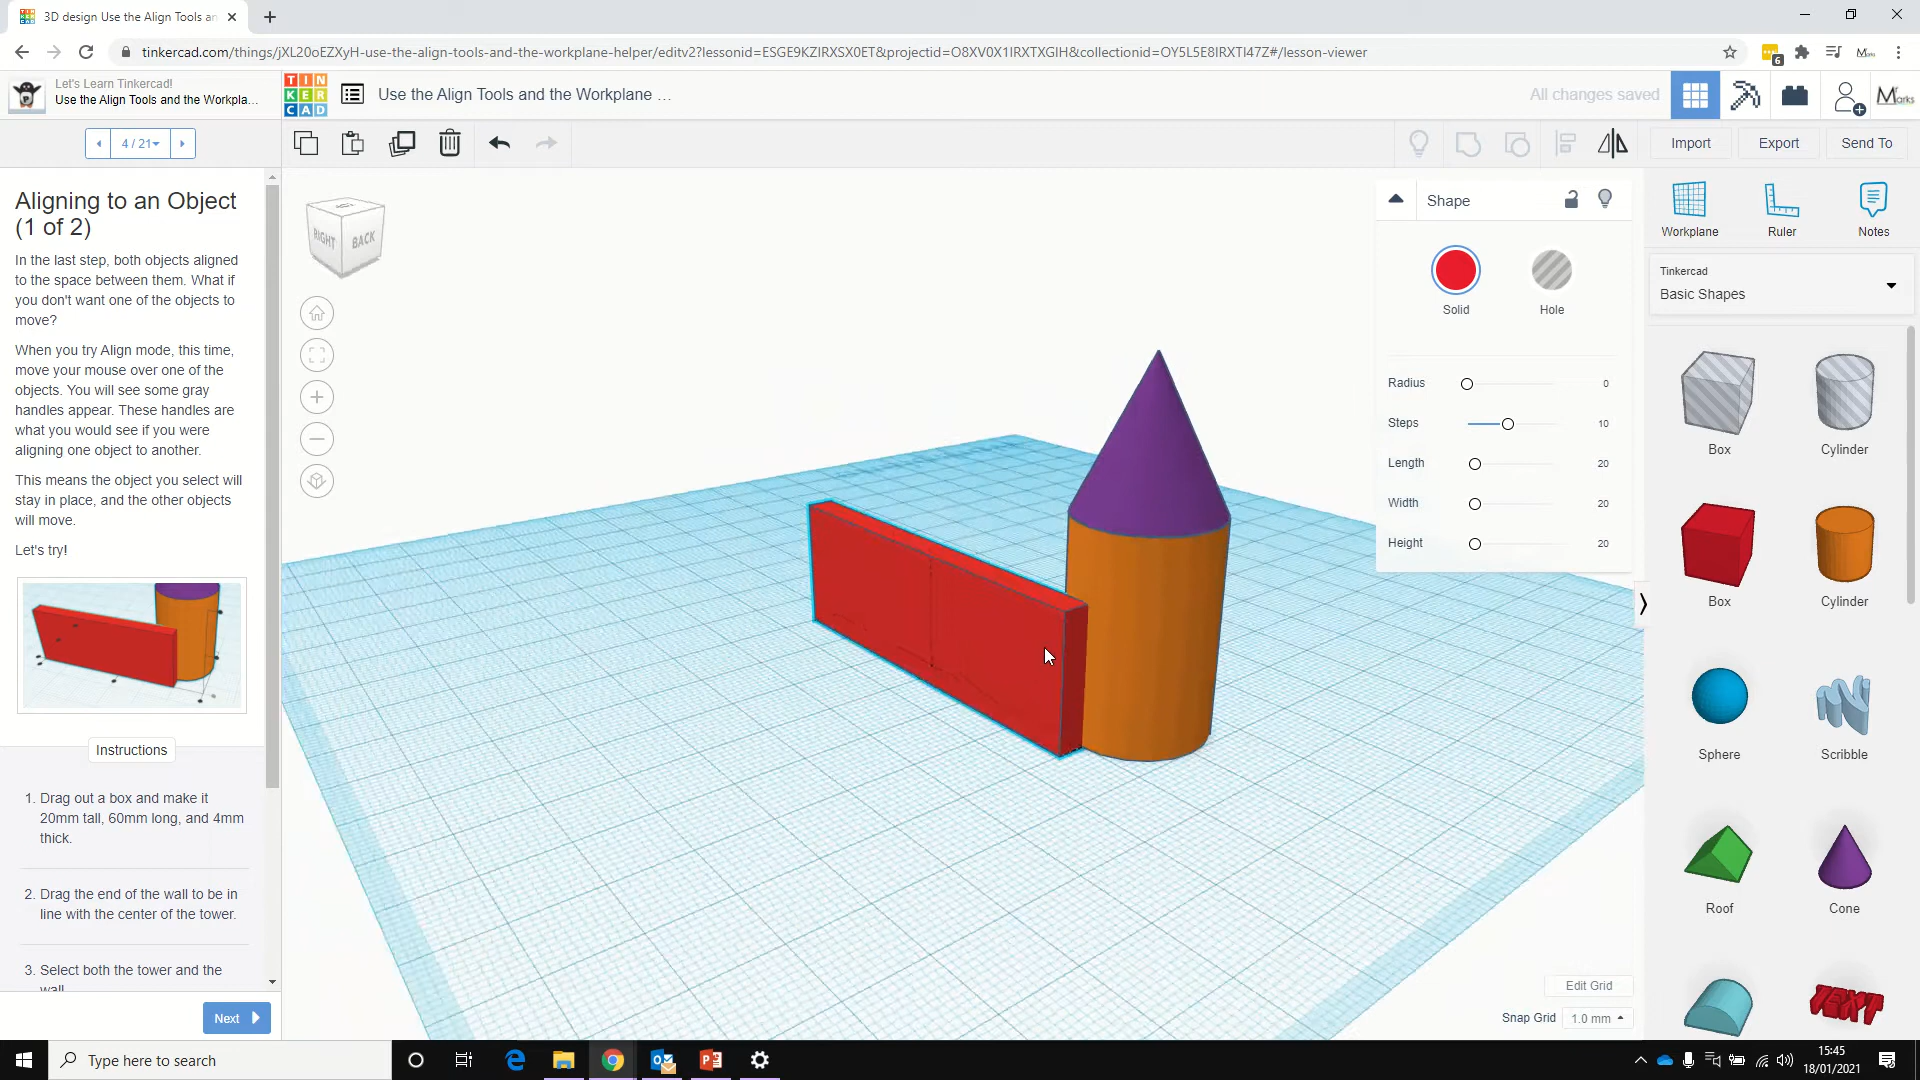 3D design Use the Align Tools an
tinkercad.com/things/jXL20oEZXyH-use-the-align-tools-and-the-workplane-helper/editv2?lessonid=ESGE9KZIRXSX0ET&projectid=O8XV0X1IRXTXGIH&collectionid=OY5L5E8IRXTI47Z#/lesson-viewer
6
Let's Learn Tinkercad!
Use the Align Tools and the Workpla...
TIN
KER
CAD
Use the Align Tools and the Workplane ...
All changes saved
Marks
4 / 21
Import
Export
Send To
Aligning to an Object
(1 of 2)
In the last step, both objects aligned
to the space between them. What if
you don't want one of the objects to
move?
When you try Align mode, this time,
move your mouse over one of the
objects. You will see some gray
handles appear. These handles are
what you would see if you were
aligning one object to another.
This means the object you select will
stay in place, and the other objects
will move.
Let's try!
Instructions
1. Drag out a box and make it
20mm tall, 60mm long, and 4mm
thick.
2. Drag the end of the wall to be in
line with the center of the tower.
3. Select both the tower and the
wall
Next
RIGHT
BACK
Shape
Solid
Hole
Radius
0
Steps
10
Length
20
Width
20
Height
20
Workplane
Ruler
Notes
Tinkercad
Basic Shapes
Box
Cylinder
Box
Cylinder
Sphere
Scribble
Roof
Cone
TEXT
Edit Grid
Snap Grid
1.0 mm
Type here to search
15:45
18/01/2021